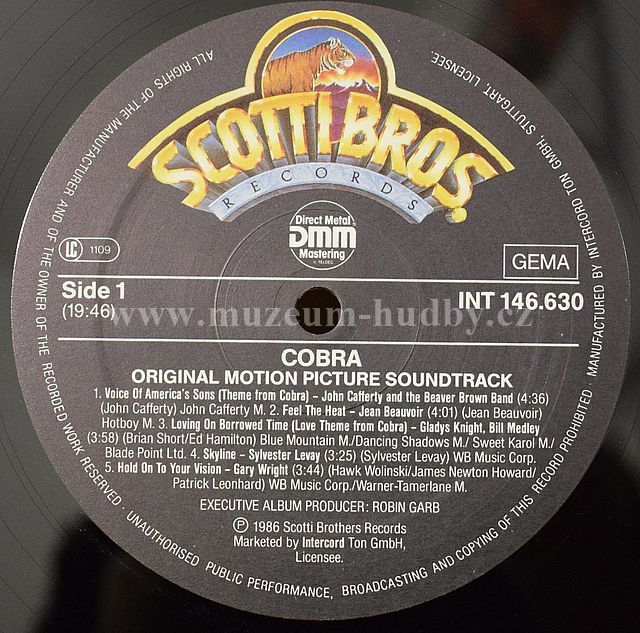 SCOTTI BROS.
RECORDS
Direct Metal
DMM
Mastering
® TELDEC
LC 1109
GEMA
Side 1
(19:46)
INT 146.630
www.muzeum-hudby.cz
COBRA
ORIGINAL MOTION PICTURE SOUNDTRACK
1. Voice Of America's Sons (Theme from Cobra) – John Cafferty and the Beaver Brown Band (4:36)
(John Cafferty) John Cafferty M. 2. Feel The Heat – Jean Beauvoir (4:01) (Jean Beauvoir)
Hotboy M. 3. Loving On Borrowed Time (Love Theme from Cobra) – Gladys Knight, Bill Medley
(3:58) (Brian Short/Ed Hamilton) Blue Mountain M./Dancing Shadows M./ Sweet Karol M./
Blade Point Ltd. 4. Skyline – Sylvester Levay (3:25) (Sylvester Levay) WB Music Corp.
5. Hold On To Your Vision – Gary Wright (3:44) (Hawk Wolinski/James Newton Howard/
Patrick Leonhard) WB Music Corp./Warner-Tamerlane M.
EXECUTIVE ALBUM PRODUCER: ROBIN GARB
℗ 1986 Scotti Brothers Records
Marketed by Intercord Ton GmbH,
Licensee.
ALL RIGHTS OF THE MANUFACTURER AND OF THE OWNER OF THE RECORDED WORK RESERVED · UNAUTHORISED PUBLIC PERFORMANCE, BROADCASTING AND COPYING OF THIS RECORD PROHIBITED · MANUFACTURED BY INTERCORD TON GMBH, STUTTGART, LICENSEE.